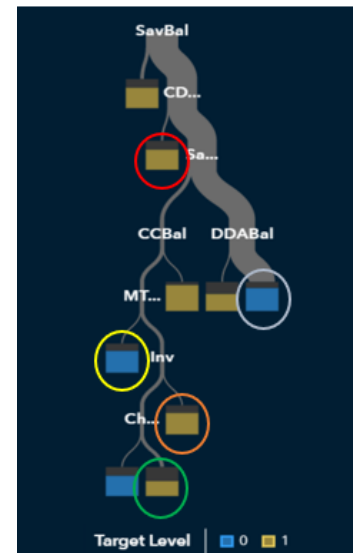 SavBal
CD...
Sa...
CCBal DDABal
MT...
Inv
Ch...
Target Level 0 1